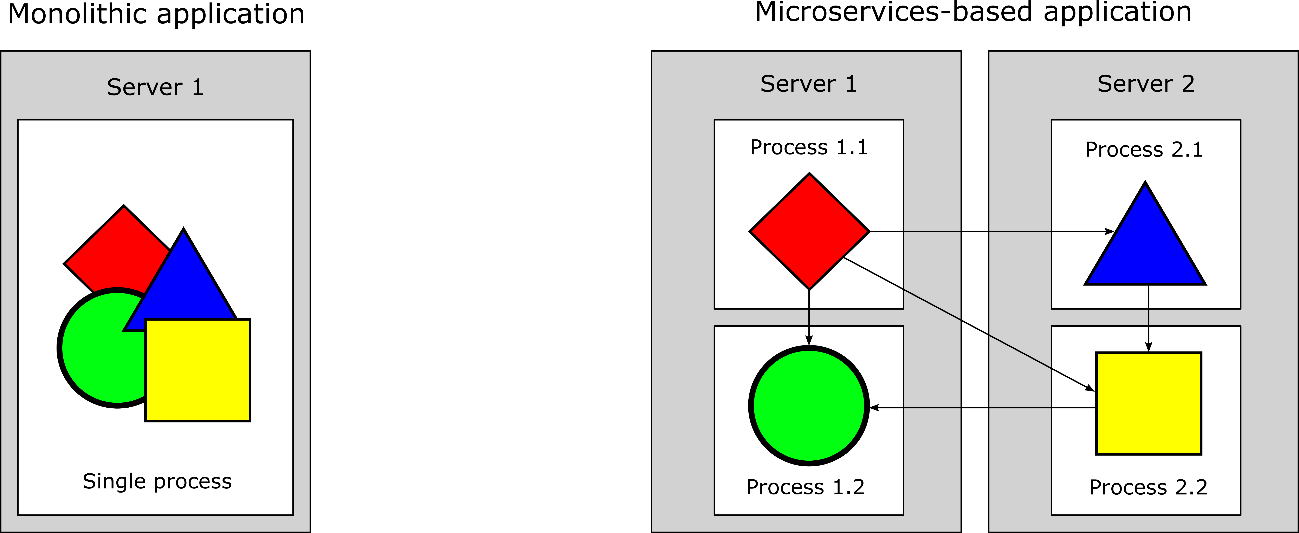 Monolithic application
Server 1
Single process
Microservices-based application
Server 1
Process 1.1
Process 1.2
Server 2
Process 2.1
Process 2.2